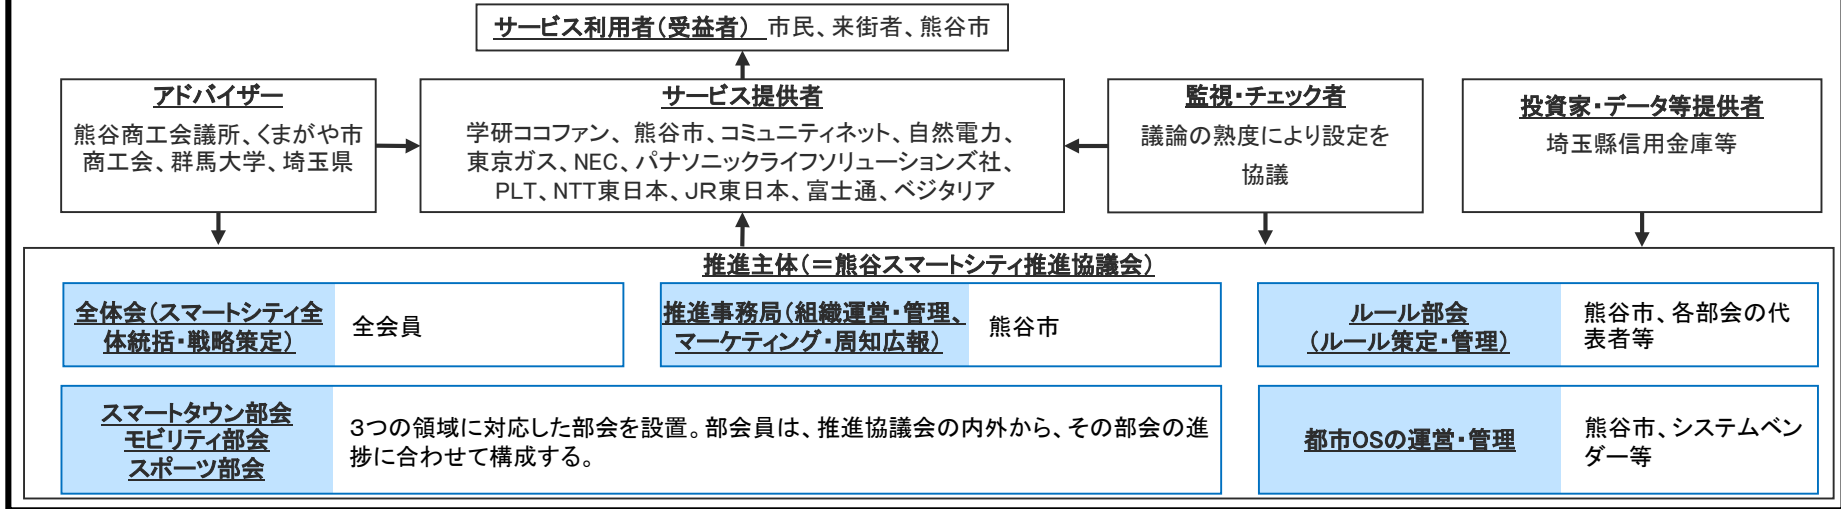 サービス利用者(受益者) 市民、来街者、熊谷市
アドバイザー
熊谷商工会議所、くまがや市
商工会、群馬大学、埼玉県
サービス提供者
学研ココファン、熊谷市、コミュニティネット、自然電力、
東京ガス、NEC、パナソニックライフソリューションズ社、
PLT、NTT東日本、JR東日本、富士通、ベジタリア
監視・チェック者
議論の熟度により設定を
協議
投資家・データ等提供者
埼玉縣信用金庫等
推進主体(=熊谷スマートシティ推進協議会)
全体会(スマートシティ全
体統括・戦略策定)
全会員
推進事務局(組織運営・管理、
マーケティング・周知広報)
熊谷市
ルール部会
(ルール策定・管理)
熊谷市、各部会の代
表者等
スマートタウン部会
モビリティ部会
スポーツ部会
3つの領域に対応した部会を設置。部会員は、推進協議会の内外から、その部会の進
捗に合わせて構成する。
都市OSの運営・管理
熊谷市、システムベン
ダー等